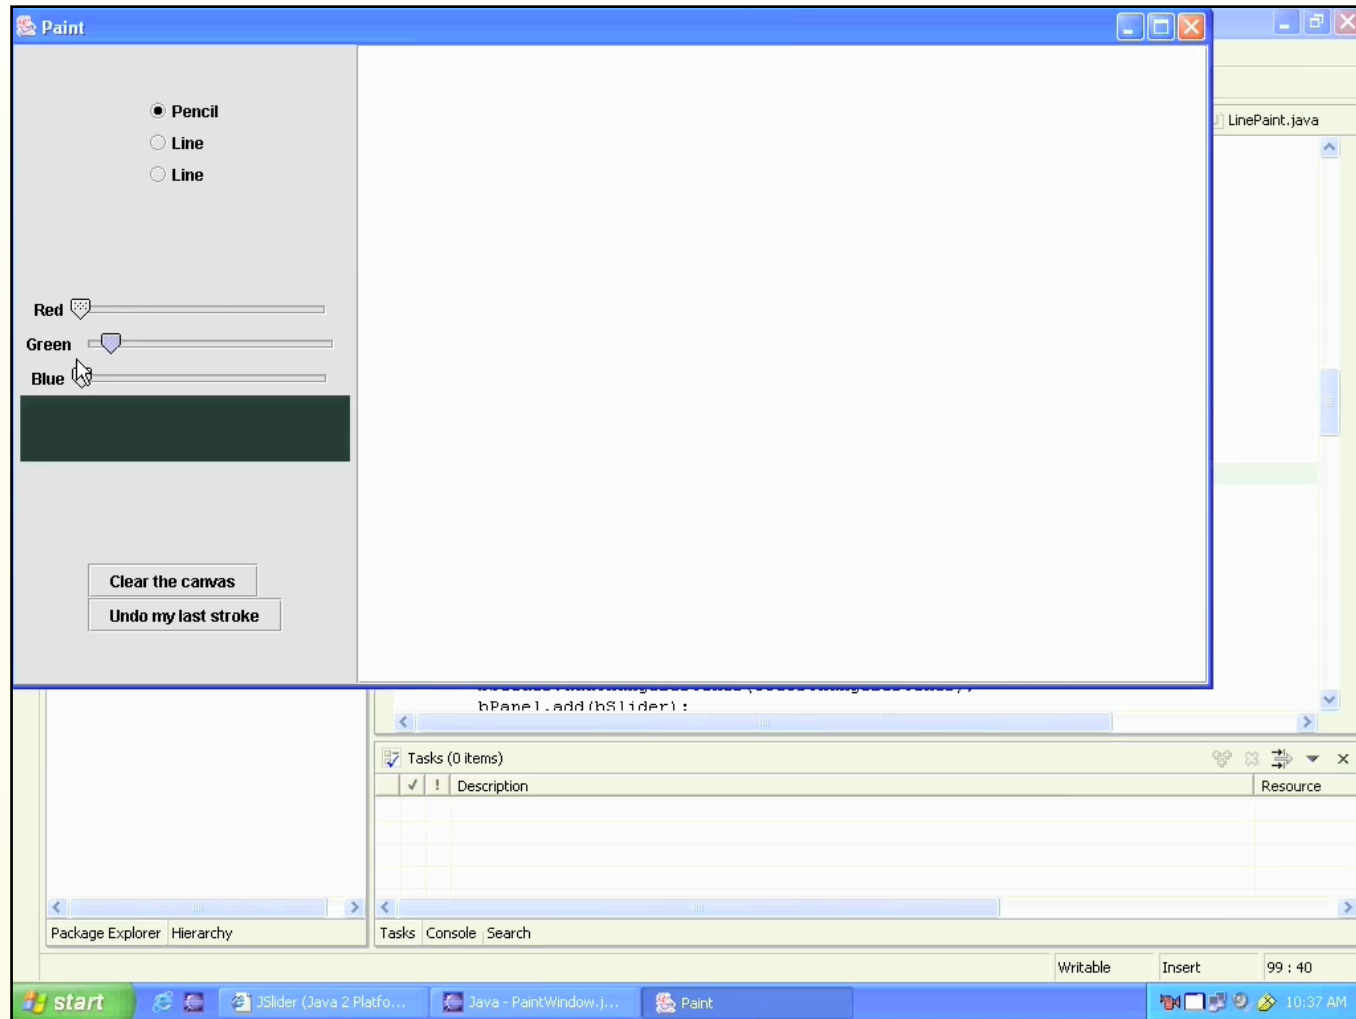 Paint
Pencil
Line
Line
Red
Green
Blue
Clear the canvas
Undo my last stroke
LinePaint.java
bPanel.add(bSlider);
Tasks (0 items)
! Description Resource
Package Explorer Hierarchy
Tasks Console Search
Writable Insert 99 : 40
start JSlider (Java 2 Platfo... Java - PaintWindow.j... Paint 10:37 AM